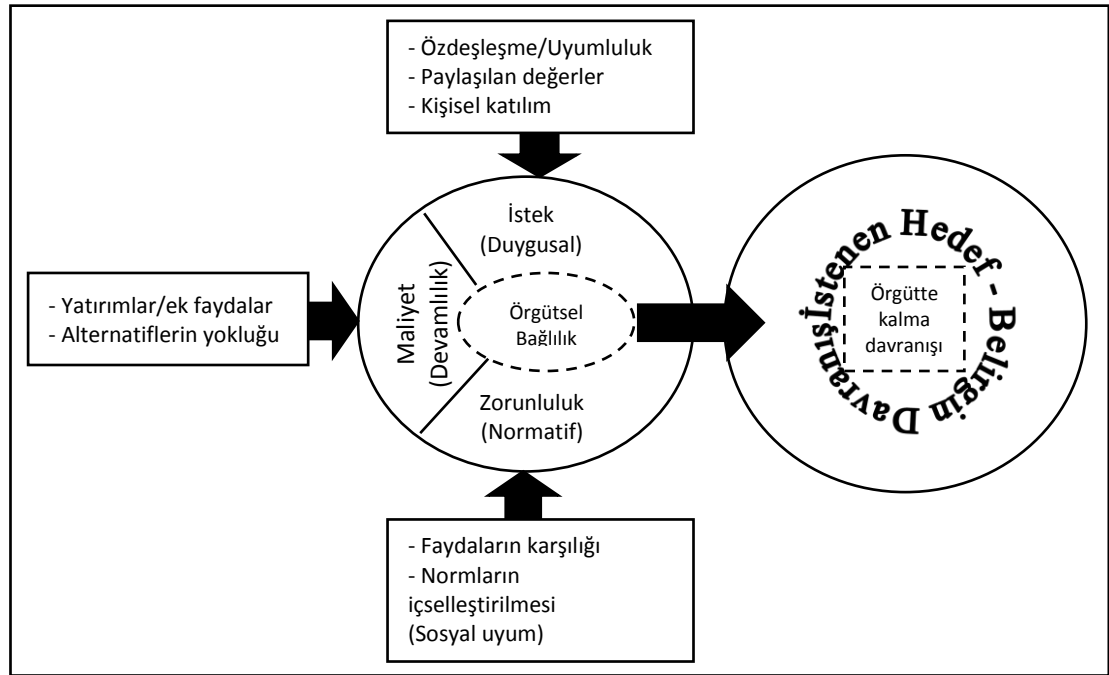 - Özdeşleşme/Uyumluluk
- Paylaşılan değerler
- Kişisel katılım
- Yatırımlar/ek faydalar
- Alternatiflerin yokluğu
İstek
(Duygusal)
Maliyet
(Devamlılık)
Örgütsel
Bağlılık
Zorunluluk
(Normatif)
İstenen Hedef - Belirgin Davranış
Örgütte
kalma
davranışı
- Faydaların karşılığı
- Normların
içselleştirilmesi
(Sosyal uyum)